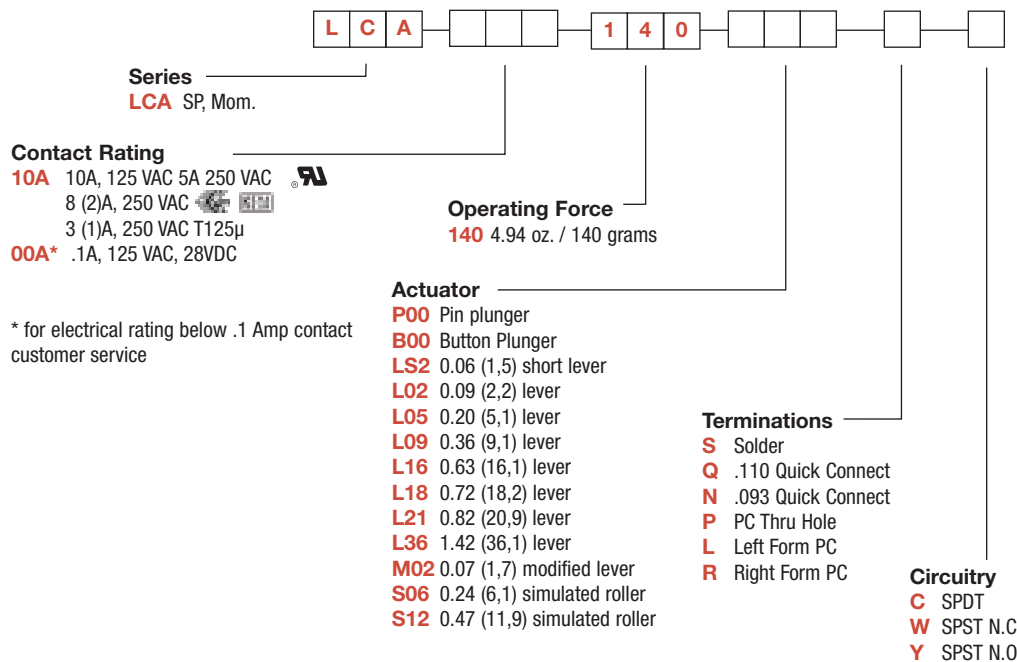 L C A 1 4 0
Series
LCA SP, Mom.
Contact Rating
10A 10A, 125 VAC 5A 250 VAC ®
8 (2)A, 250 VAC
3 (1)A, 250 VAC T125µ
00A* .1A, 125 VAC, 28VDC
* for electrical rating below .1 Amp contact
customer service
Operating Force
140 4.94 oz. / 140 grams
Actuator
P00 Pin plunger
B00 Button Plunger
LS2 0.06 (1,5) short lever
L02 0.09 (2,2) lever
L05 0.20 (5,1) lever
L09 0.36 (9,1) lever
L16 0.63 (16,1) lever
L18 0.72 (18,2) lever
L21 0.82 (20,9) lever
L36 1.42 (36,1) lever
M02 0.07 (1,7) modified lever
S06 0.24 (6,1) simulated roller
S12 0.47 (11,9) simulated roller
Terminations
S Solder
Q .110 Quick Connect
N .093 Quick Connect
P PC Thru Hole
L Left Form PC
R Right Form PC
Circuitry
C SPDT
W SPST N.C
Y SPST N.O